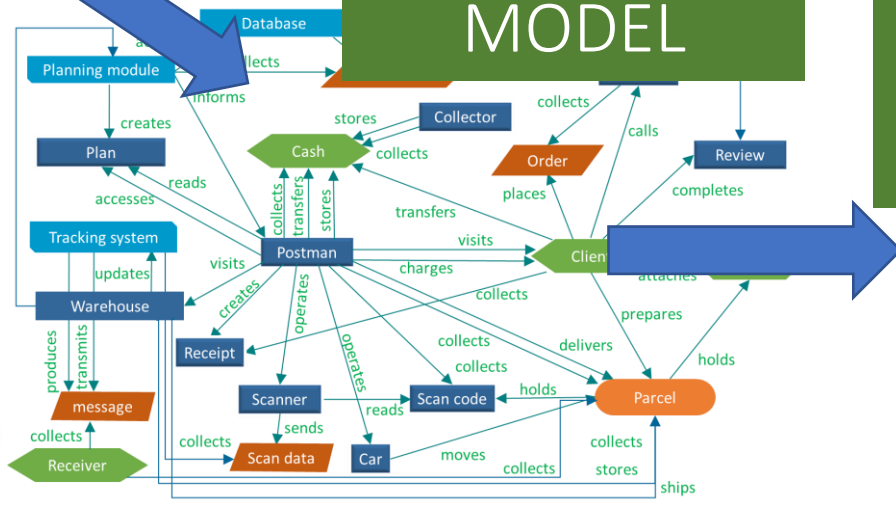 MODEL
Database
Planning module
informs
creates
Plan
reads
accesses
stores
Collector
Cash
collects
collects
Order
calls
Review
places
completes
transfers
collects
transfers
stores
Tracking system
updates
visits
Postman
visits
charges
Client
attaches
collects
prepares
Warehouse
creates
operates
Receipt
produces
transmits
operates
collects
collects
delivers
holds
message
Scanner
reads
Scan code
holds
Parcel
collects
Receiver
sends
collects
Scan data
Car
moves
collects
collects
stores
ships